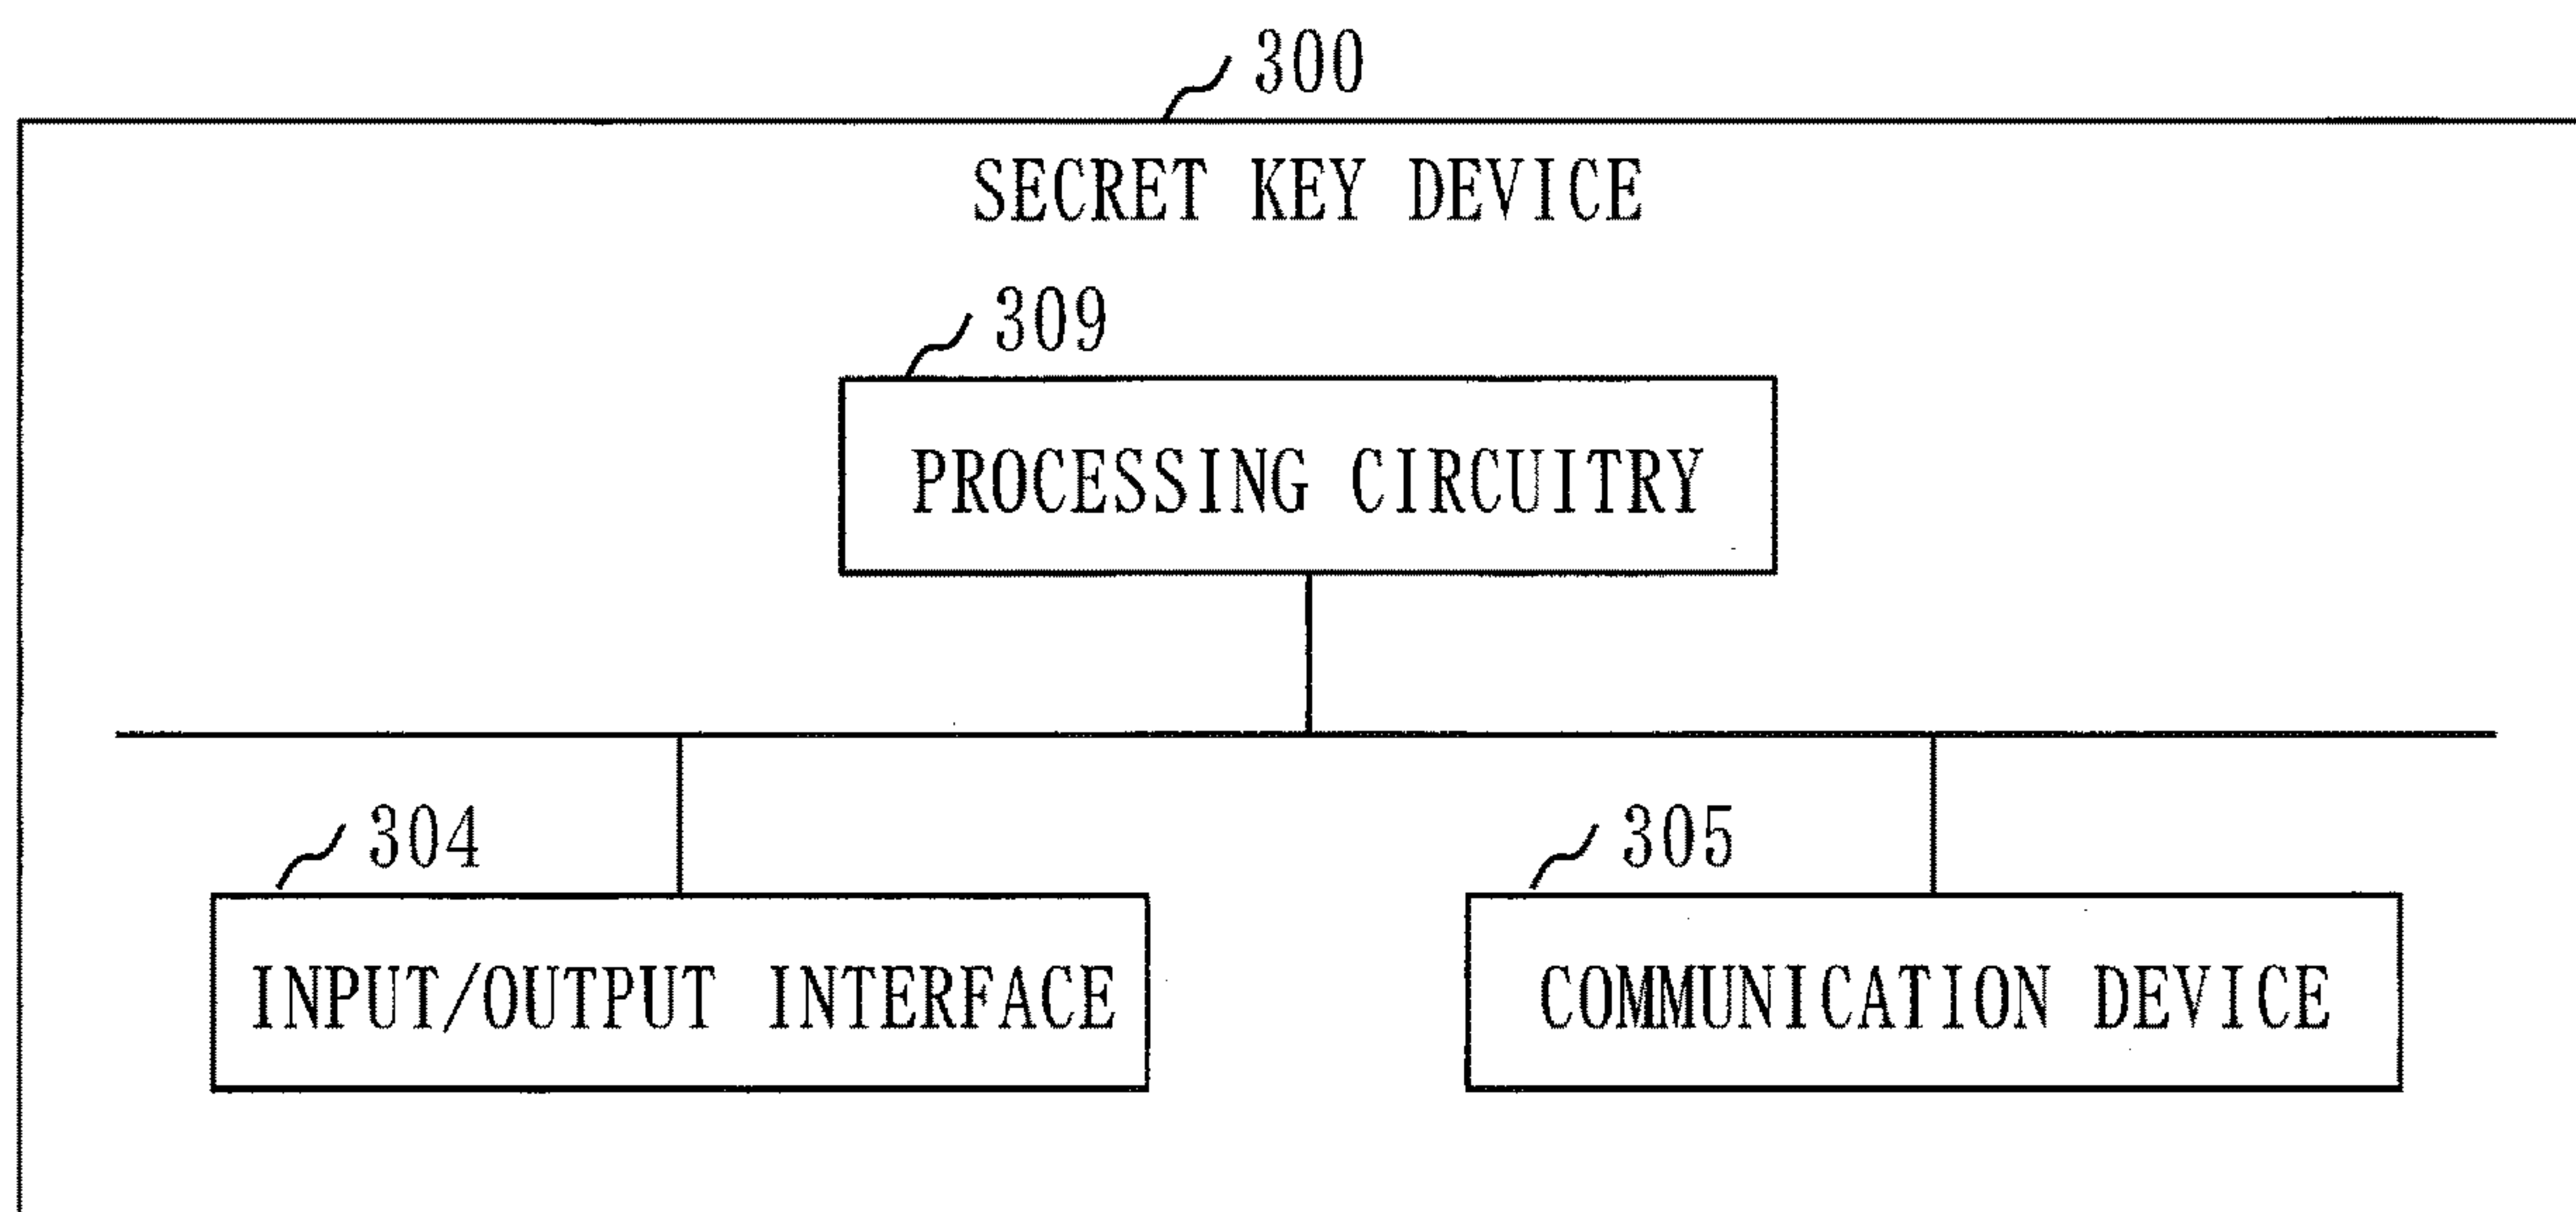 300
SECRET KEY DEVICE
309
PROCESSING CIRCUITRY
304
305
INPUT/OUTPUT INTERFACE
COMMUNICATION DEVICE